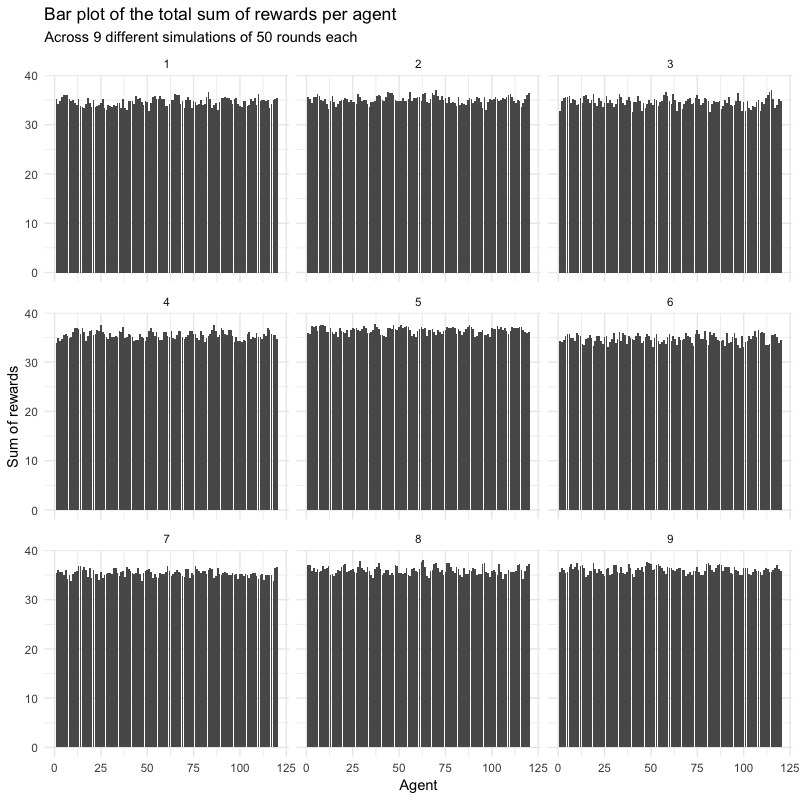 Bar plot of the total sum of rewards per agent
Across 9 different simulations of 50 rounds each
1 2 3
40
30
20
10
0
4 5 6
40
30
20
10
0
Sum of rewards
7 8 9
40
30
20
10
0
0 25 50 75 100 125 0 25 50 75 100 125 0 25 50 75 100 125
Agent